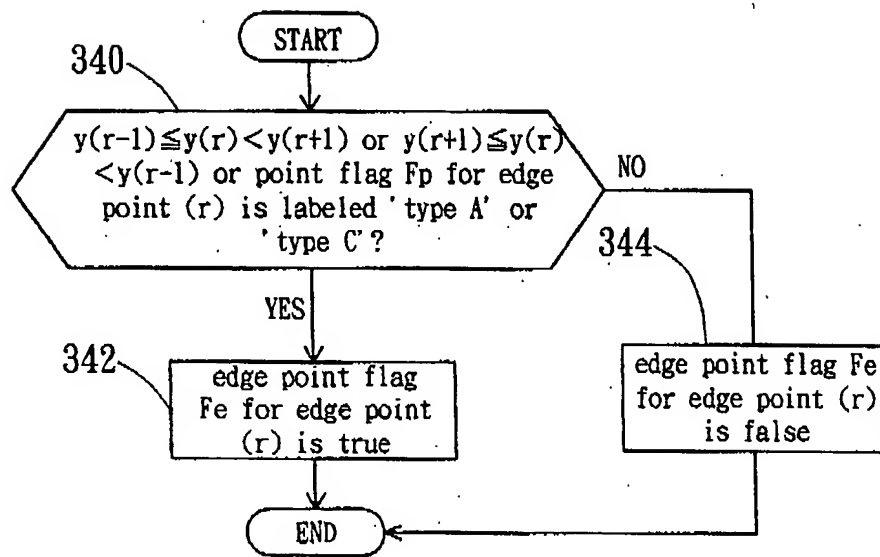 START
340
y(r-1)≦y(r)<y(r+1) or y(r+1)≦y(r)
<y(r-1) or point flag Fp for edge
point (r) is labeled 'type A' or
'type C'?
NO
YES
344
342
edge point flag
Fe for edge point
(r) is true
edge point flag Fe
for edge point (r)
is false
END